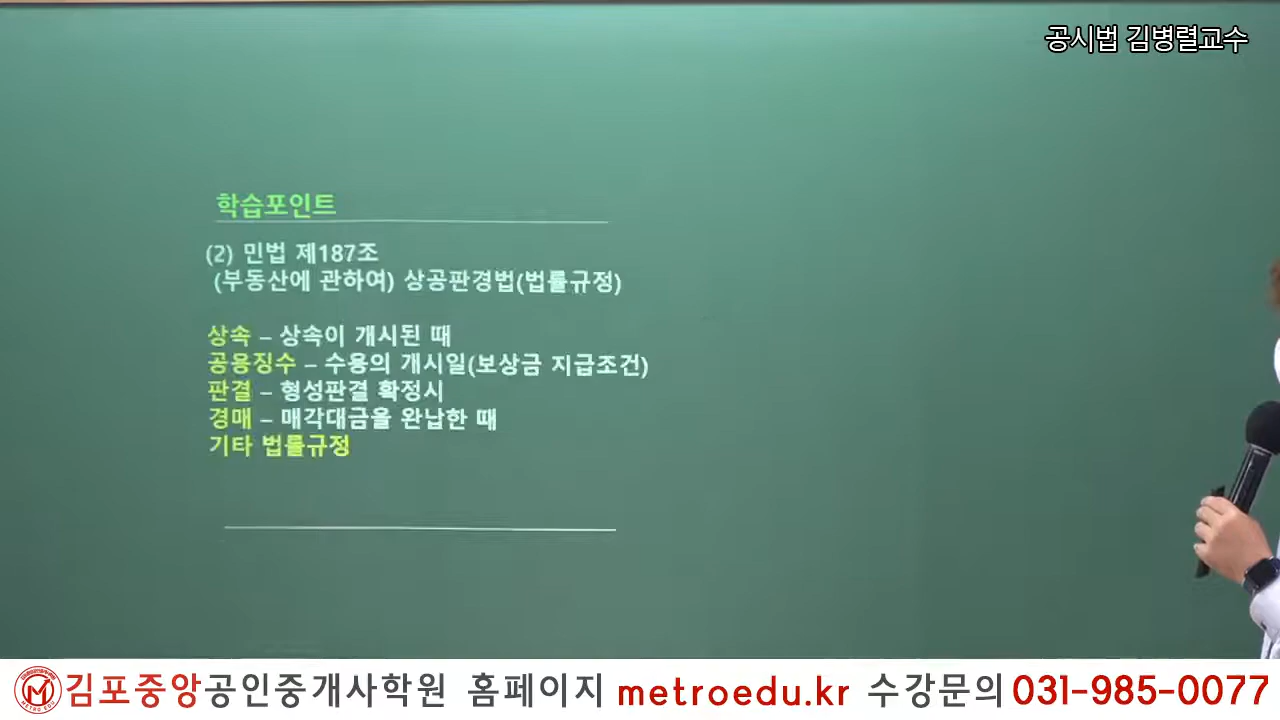 공시법 김병렬교수
학습포인트
(2) 민법 제187조
(부동산에 관하여) 상공판경법(법률규정)
상속 – 상속이 개시된 때
공용징수 – 수용의 개시일(보상금 지급조건)
판결 – 형성판결 확정시
경매 – 매각대금을 완납한 때
기타 법률규정
김포중앙공인중개사학원 홈페이지 metroedu.kr 수강문의 031-985-0077
METRO EDU